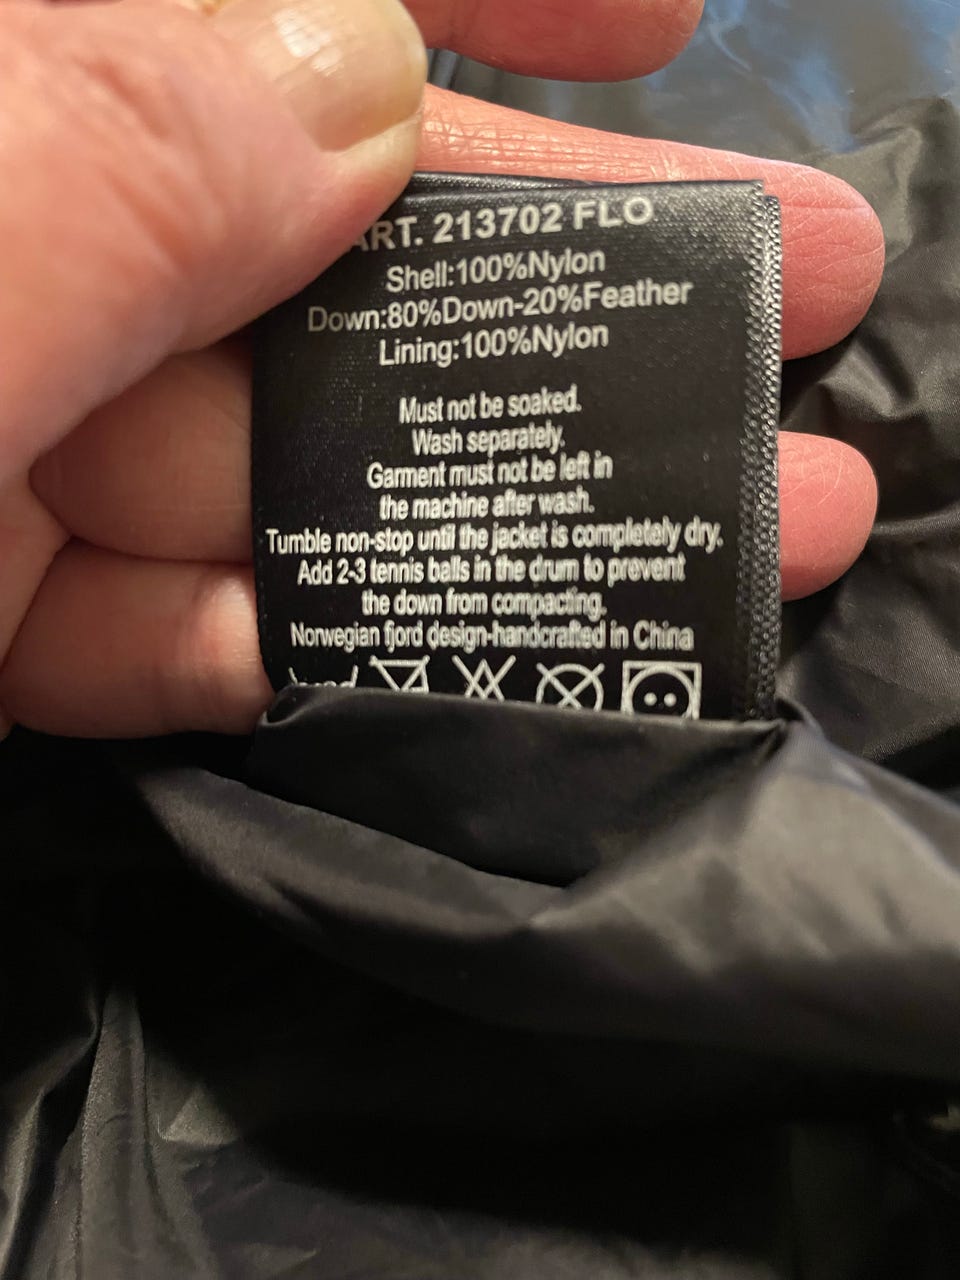 ART. 213702 FLO
Shell:100%Nylon
Down:80%Down-20%Feather
Lining:100%Nylon
Must not be soaked.
Wash separately.
Garment must not be left in
the machine after wash.
Tumble non-stop until the jacket is completely dry.
Add 2-3 tennis balls in the drum to prevent
the down from compacting.
Norwegian fjord design-handcrafted in China